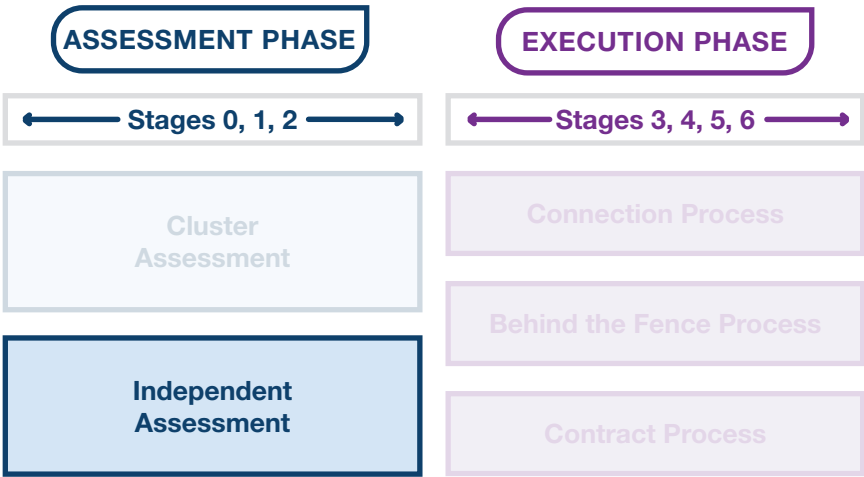 ASSESSMENT PHASE
Stages 0, 1, 2
Cluster
Assessment
Independent
Assessment
EXECUTION PHASE
Stages 3, 4, 5, 6
Connection Process
Behind the Fence Process
Contract Process